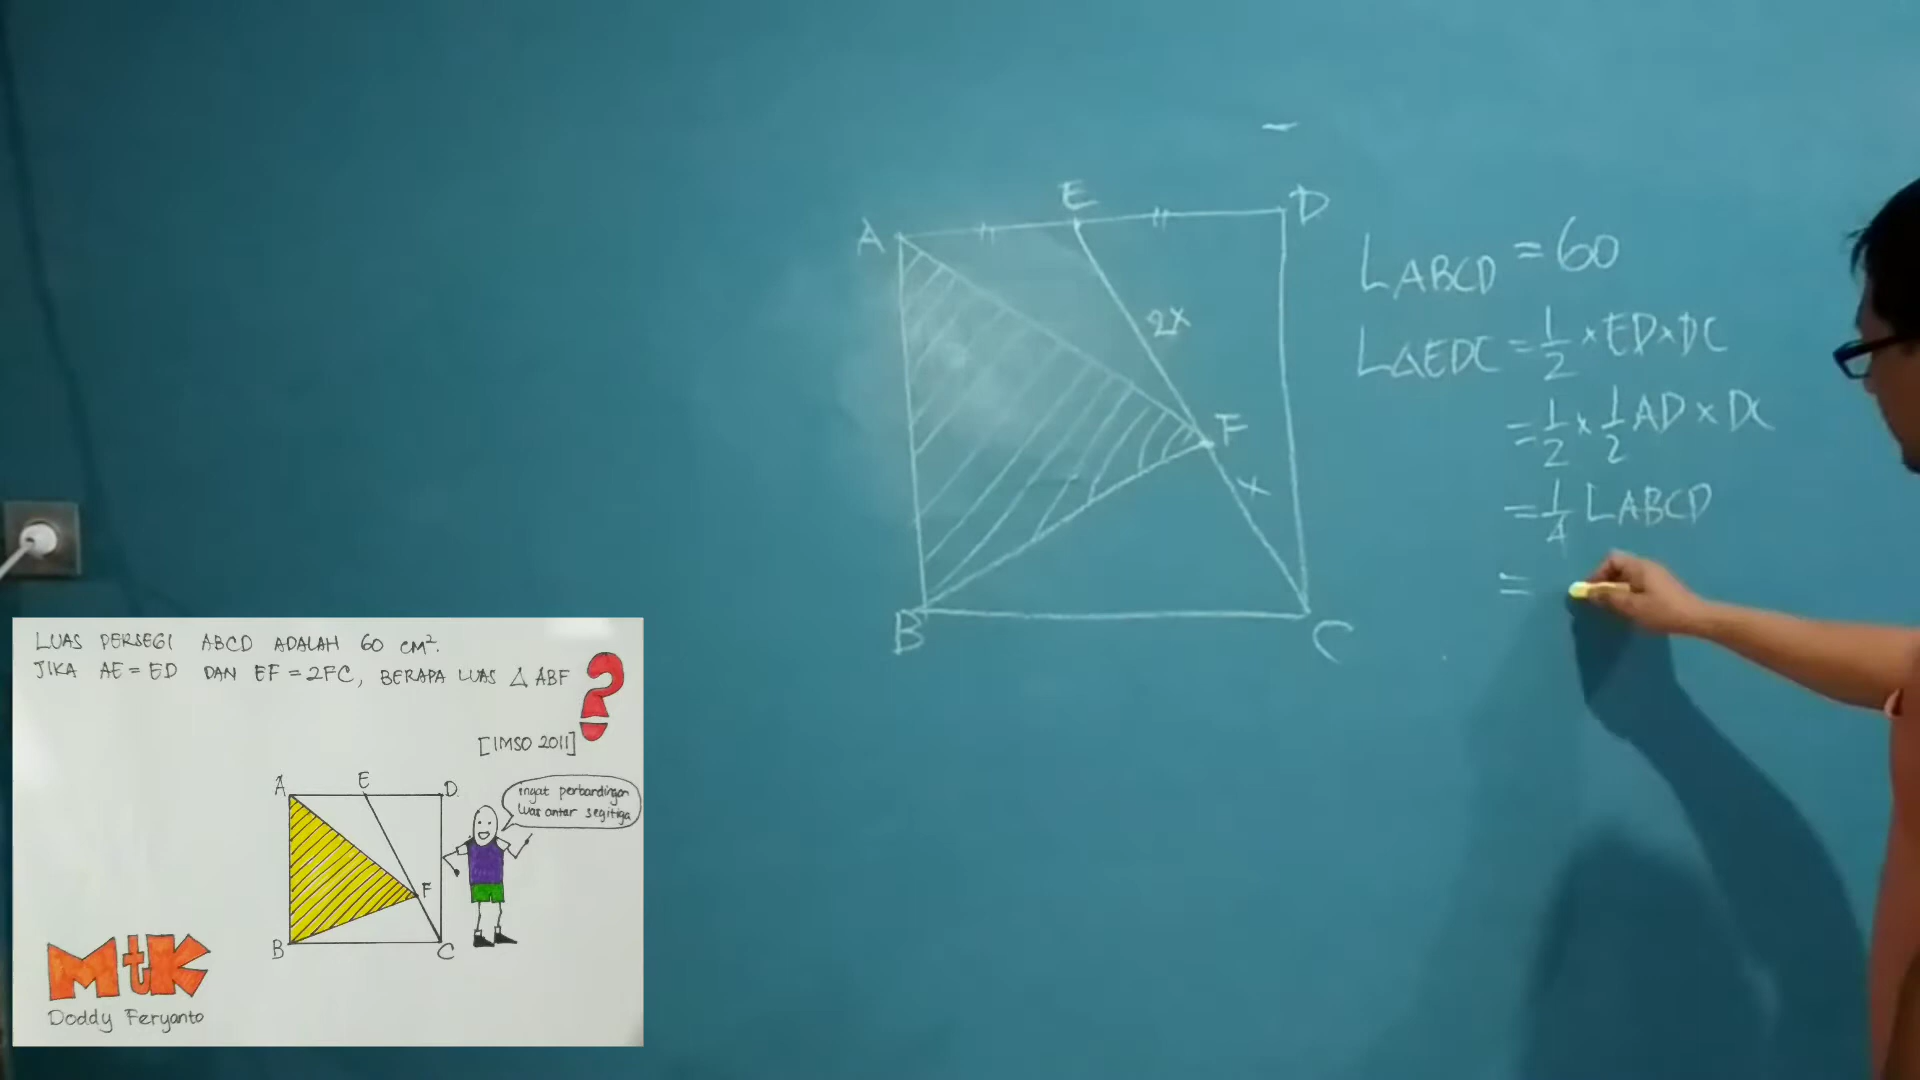 E
D
A
2X
F
X
B
C
LABCD = 60
L△EDC = 1/2 × ED × DC
= 1/2 × 1/2 AD × DC
= 1/4 LABCD
=
LUAS PERSEGI ABCD ADALAH 60 cm².
JIKA AE = ED DAN EF = 2FC, BERAPA LUAS △ ABF ?
[IMSO 2011]
ingat perbandingan
luas antar segitiga
A
E
D
F
B
C
MtK
Doddy Feryanto